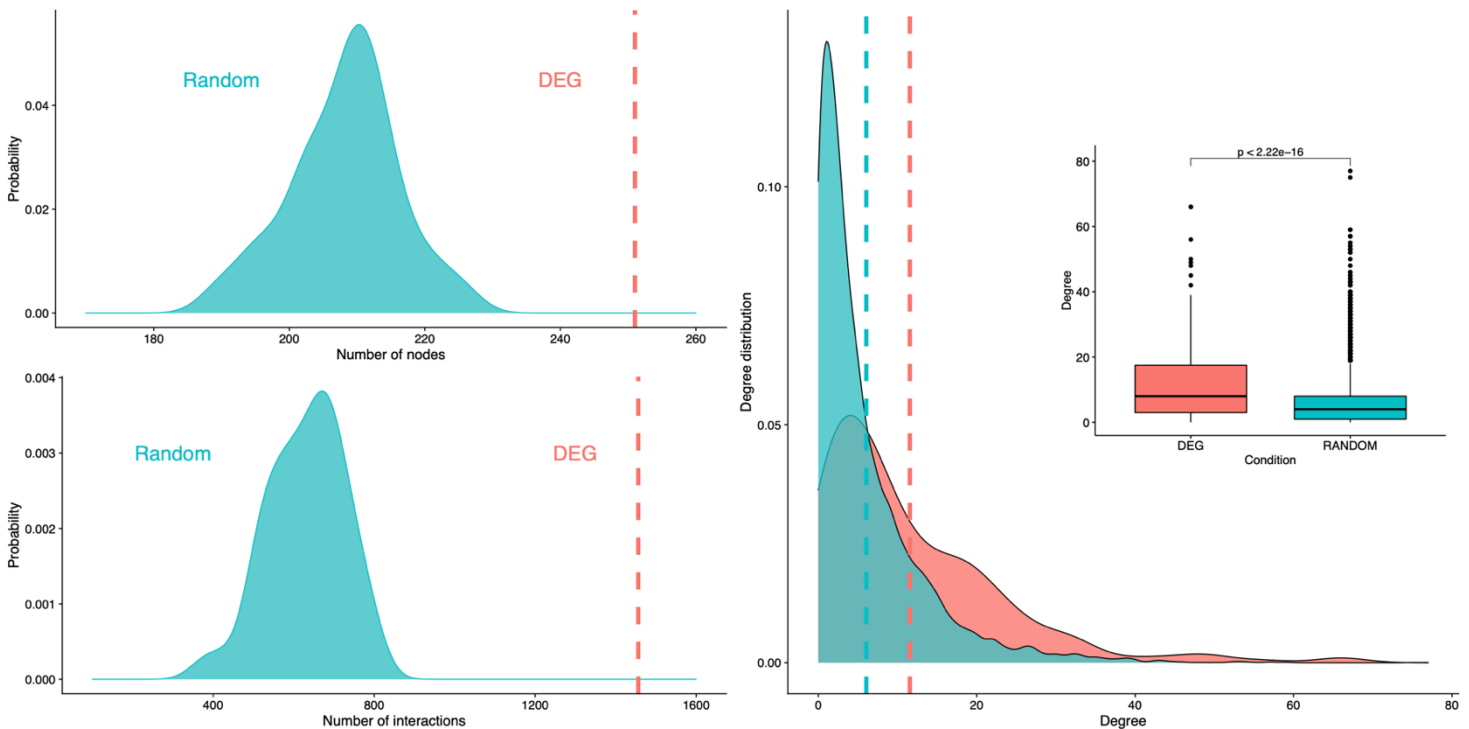 Random
DEG
Probability
0.04
0.02
0.00
180
200
220
240
260
Number of nodes
Random
DEG
Probability
0.004
0.003
0.002
0.001
0.000
400
800
1200
1600
Number of interactions
Degree distribution
0.10
0.05
0.00
0
20
40
60
80
Degree
p < 2.22e−16
Degree
80
60
40
20
0
DEG
RANDOM
Condition